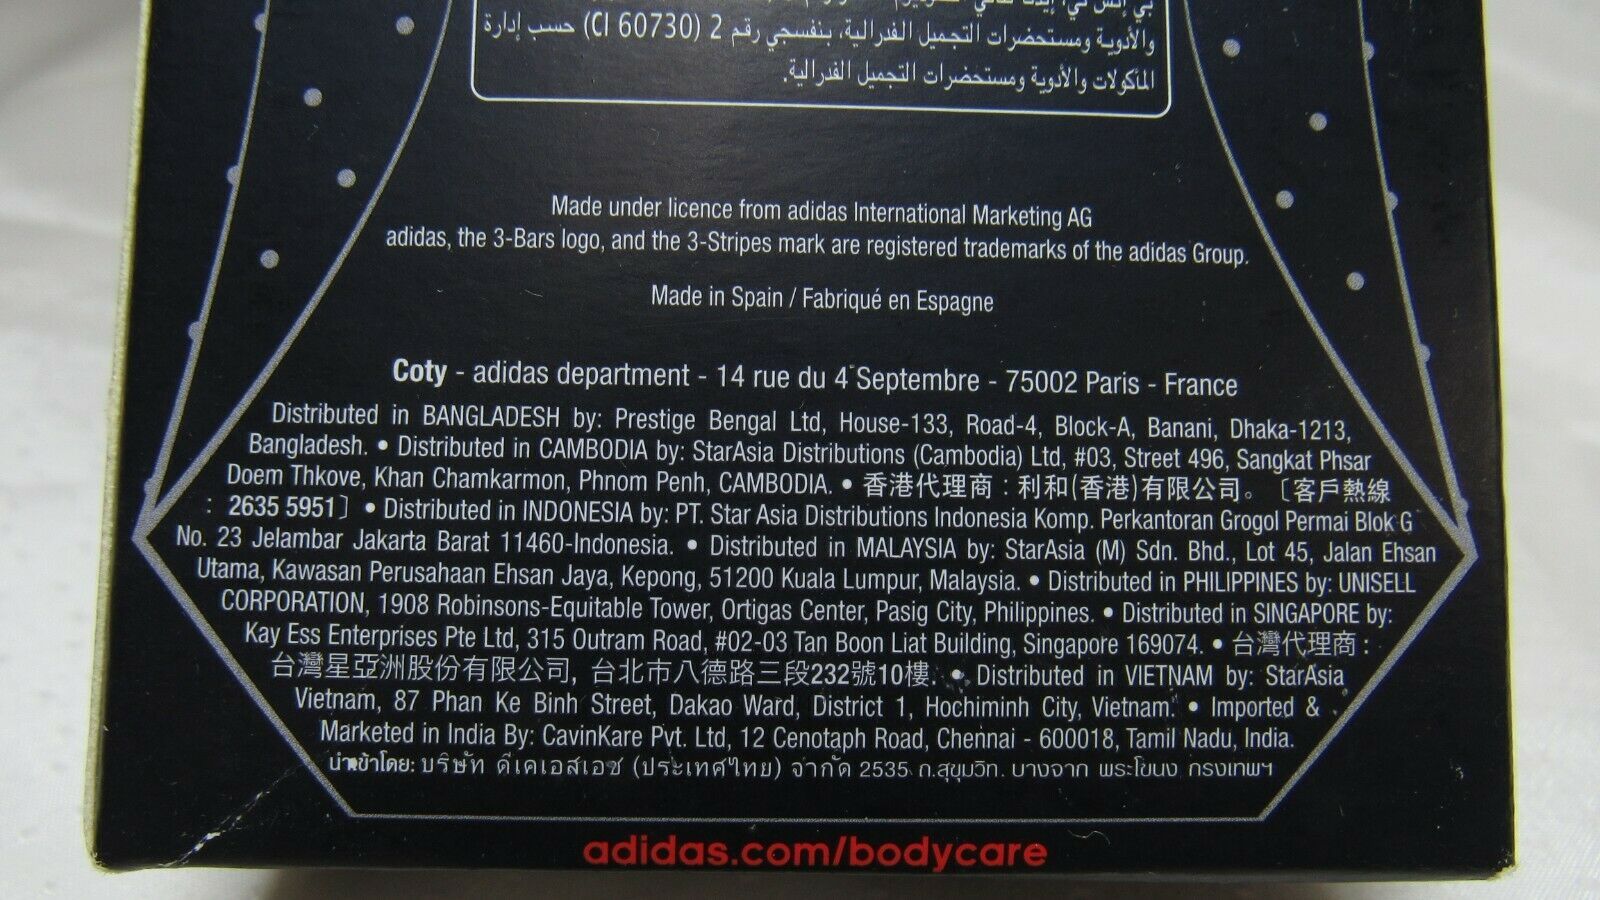 والأدوية ومستحضرات التجميل الفدرالية، بنفسجي رقم 2 (CI 60730) حسب إدارة
المأكولات والأدوية ومستحضرات التجميل الفدرالية.
Made under licence from adidas International Marketing AG
adidas, the 3-Bars logo, and the 3-Stripes mark are registered trademarks of the adidas Group.
Made in Spain / Fabriqué en Espagne
Coty - adidas department - 14 rue du 4 Septembre - 75002 Paris - France
Distributed in BANGLADESH by: Prestige Bengal Ltd, House-133, Road-4, Block-A, Banani, Dhaka-1213,
Bangladesh. • Distributed in CAMBODIA by: StarAsia Distributions (Cambodia) Ltd, #03, Street 496, Sangkat Phsar
Doem Thkove, Khan Chamkarmon, Phnom Penh, CAMBODIA. • 香港代理商：利和(香港)有限公司。〔客戶熱線
：2635 5951〕 • Distributed in INDONESIA by: PT. Star Asia Distributions Indonesia Komp. Perkantoran Grogol Permai Blok G
No. 23 Jelambar Jakarta Barat 11460-Indonesia. • Distributed in MALAYSIA by: StarAsia (M) Sdn. Bhd., Lot 45, Jalan Ehsan
Utama, Kawasan Perusahaan Ehsan Jaya, Kepong, 51200 Kuala Lumpur, Malaysia. • Distributed in PHILIPPINES by: UNISELL
CORPORATION, 1908 Robinsons-Equitable Tower, Ortigas Center, Pasig City, Philippines. • Distributed in SINGAPORE by:
Kay Ess Enterprises Pte Ltd, 315 Outram Road, #02-03 Tan Boon Liat Building, Singapore 169074. • 台灣代理商：
台灣星亞洲股份有限公司, 台北市八德路三段232號10樓. • Distributed in VIETNAM by: StarAsia
Vietnam, 87 Phan Ke Binh Street, Dakao Ward, District 1, Hochiminh City, Vietnam. • Imported &
Marketed in India By: CavinKare Pvt. Ltd, 12 Cenotaph Road, Chennai - 600018, Tamil Nadu, India.
นำเข้าโดย: บริษัท ดีเคเอสเอช (ประเทศไทย) จำกัด 2535 ถ.สุขุมวิท. บางจาก พระโขนง กรุงเทพฯ
adidas.com/bodycare